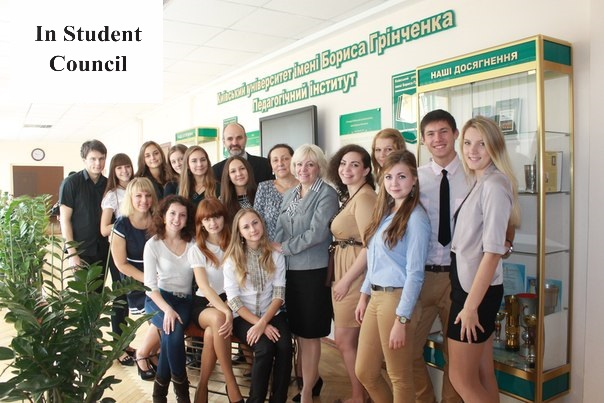 In Student
Council
Київський університет імені Бориса Грінченка
Педагогічний інститут
НАШІ ДОСЯГНЕННЯ